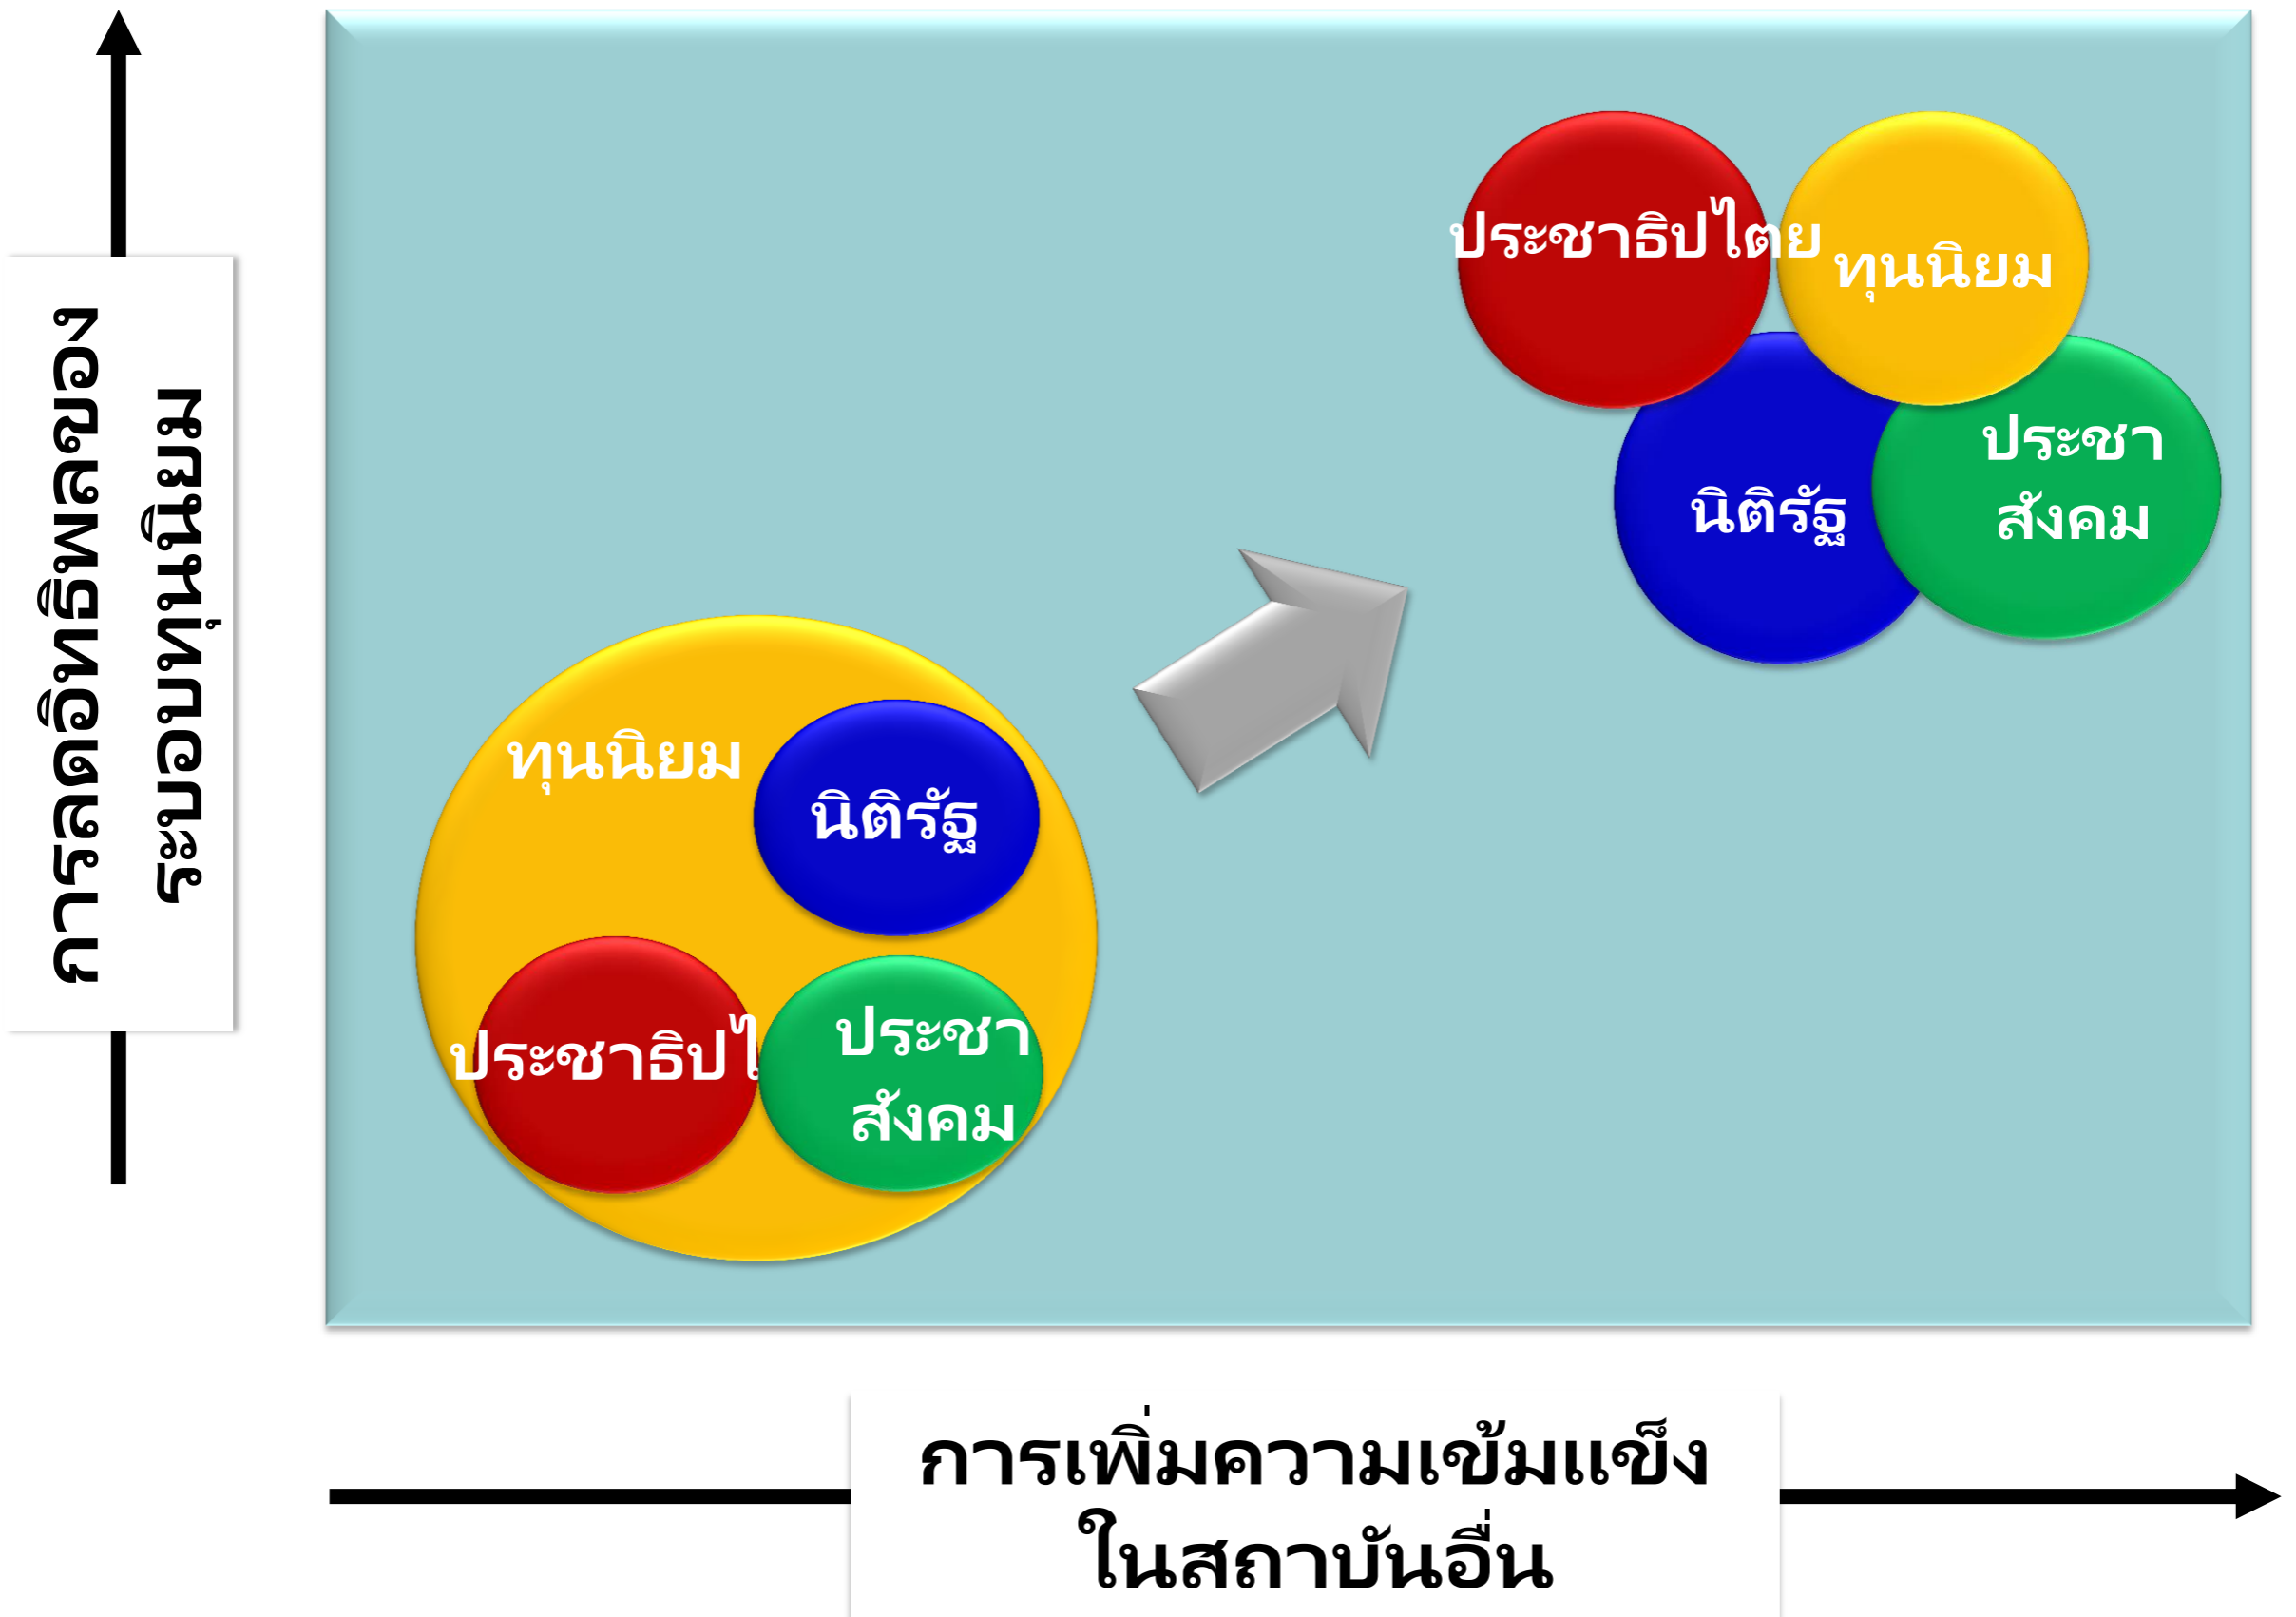 การลดอิทธิพลของ
ระบอบทุนนิยม
ประชาธิปไตย
ทุนนิยม
นิติรัฐ
ประชา
สังคม
ทุนนิยม
นิติรัฐ
ประชาธิปไ
ประชา
สังคม
การเพิ่มความเข้มแข็ง
ในสถาบันอื่น